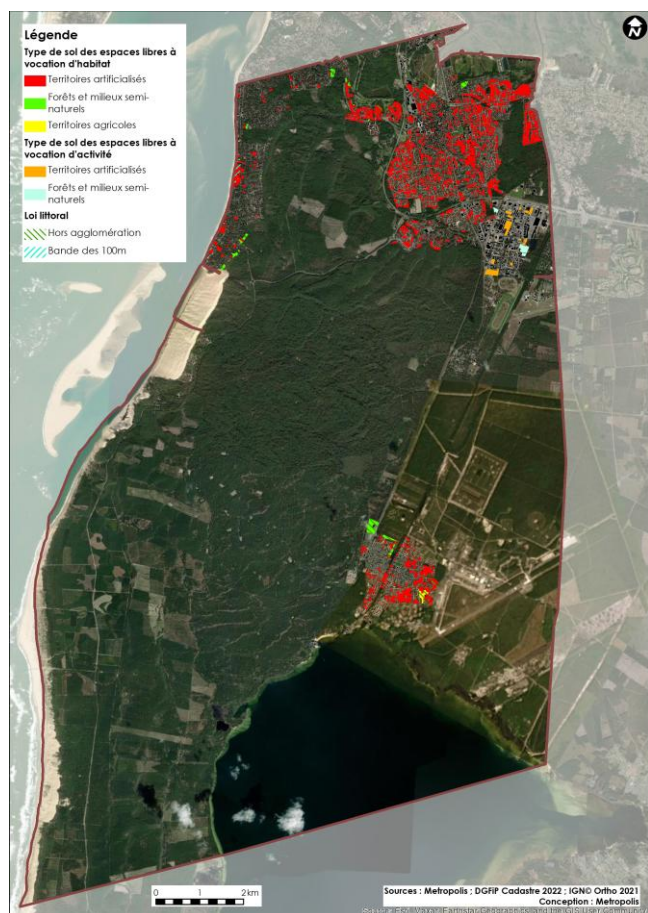 Légende
Type de sol des espaces libres à
vocation d'habitat
Territoires artificialisés
Forêts et milieux semi-
naturels
Territoires agricoles
Type de sol des espaces libres à
vocation d'activité
Territoires artificialisés
Forêts et milieux semi-
naturels
Loi littoral
Hors agglomération
Bande des 100m
N
0 1 2 km
Sources : Metropolis ; DGFiP Cadastre 2022 ; IGN© Ortho 2021
Conception : Metropolis